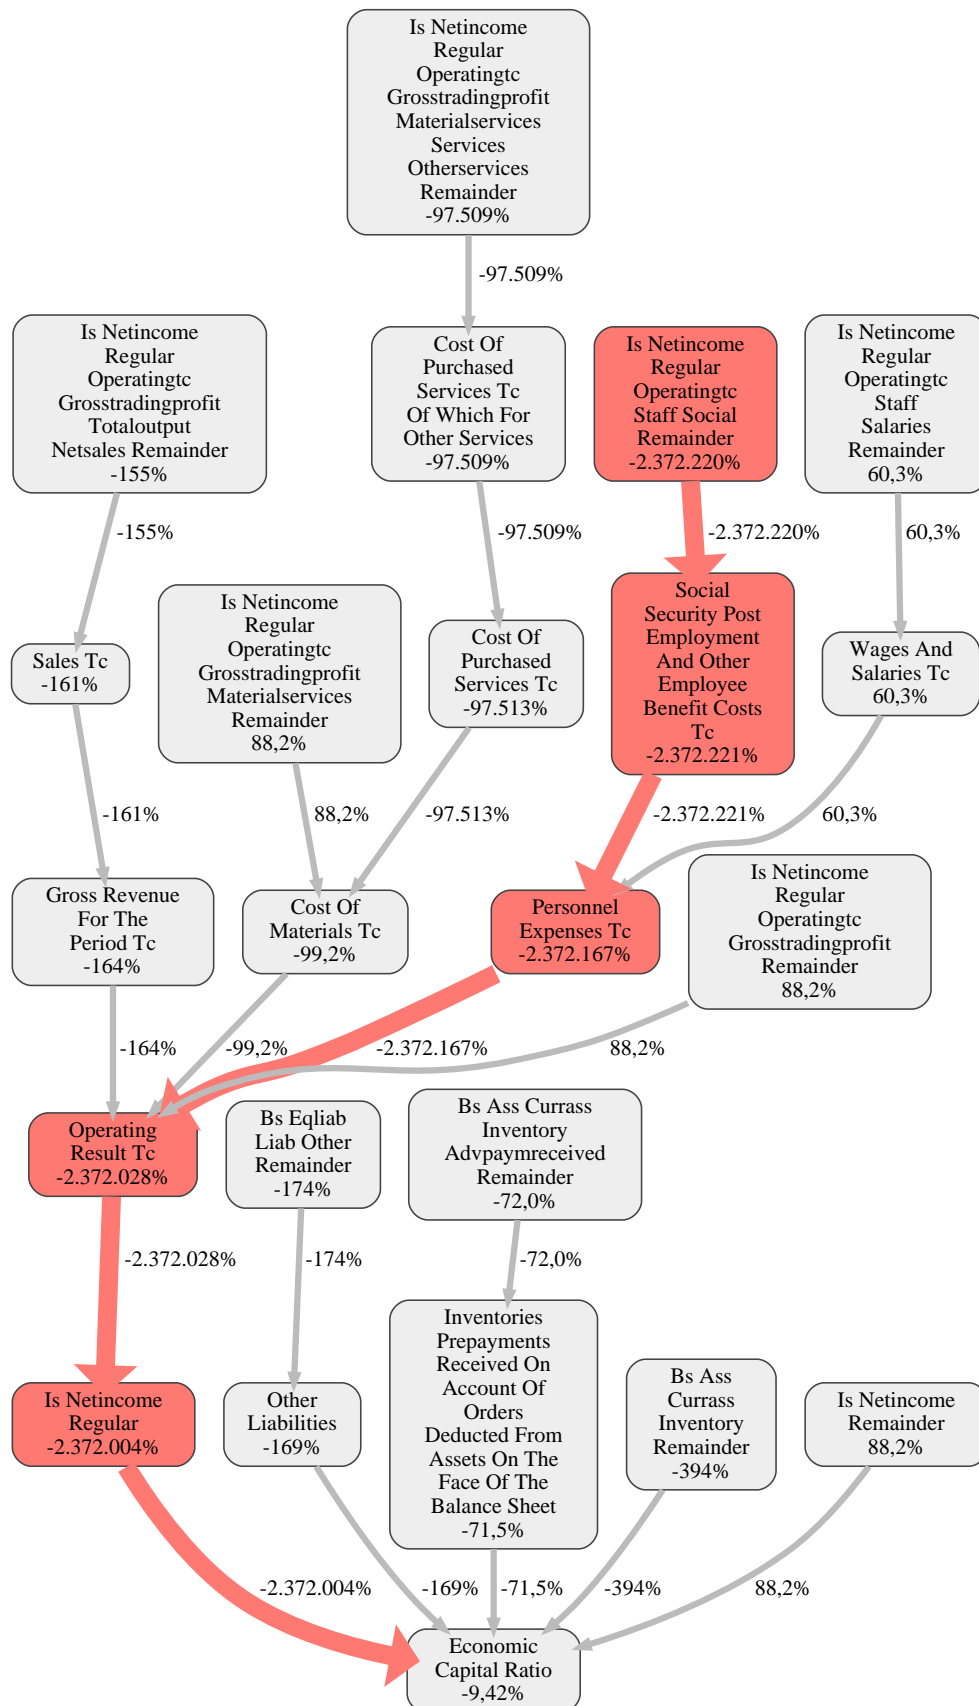 Is Netincome
Regular
Operatingtc
Grosstradingprofit
Materialservices
Services
Otherservices
Remainder
-97.509%
-97.509%
Is Netincome
Regular
Operatingtc
Grosstradingprofit
Totaloutput
Netsales Remainder
-155%
Cost Of
Purchased
Services Tc
Of Which For
Other Services
-97.509%
Is Netincome
Regular
Operatingtc
Staff Social
Remainder
-2.372.220%
Is Netincome
Regular
Operatingtc
Staff
Salaries
Remainder
60,3%
-155%
-97.509%
-2.372.220%
60,3%
Sales Tc
-161%
Is Netincome
Regular
Operatingtc
Grosstradingprofit
Materialservices
Remainder
88,2%
Cost Of
Purchased
Services Tc
-97.513%
Social
Security Post
Employment
And Other
Employee
Benefit Costs
Tc
-2.372.221%
Wages And
Salaries Tc
60,3%
-161%
88,2%
-97.513%
-2.372.221%
60,3%
Gross Revenue
For The
Period Tc
-164%
Cost Of
Materials Tc
-99,2%
Personnel
Expenses Tc
-2.372.167%
Is Netincome
Regular
Operatingtc
Grosstradingprofit
Remainder
88,2%
-164%
-99,2%
-2.372.167%
88,2%
Operating
Result Tc
-2.372.028%
Bs Eqliab
Liab Other
Remainder
-174%
Bs Ass Currass
Inventory
Advpaymreceived
Remainder
-72,0%
-2.372.028%
-174%
-72,0%
Is Netincome
Regular
-2.372.004%
Other
Liabilities
-169%
Inventories
Prepayments
Received On
Account Of
Orders
Deducted From
Assets On The
Face Of The
Balance Sheet
-71,5%
Bs Ass
Currass
Inventory
Remainder
-394%
Is Netincome
Remainder
88,2%
-2.372.004%
-169%
-71,5%
-394%
88,2%
Economic
Capital Ratio
-9,42%